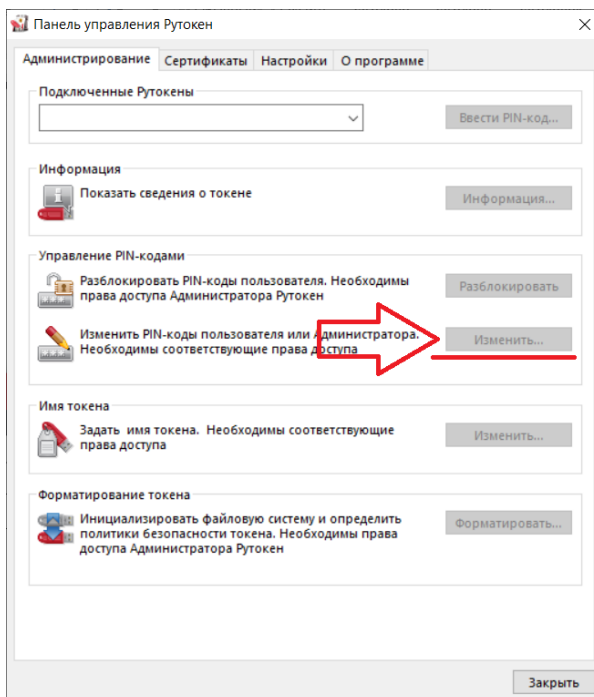 Панель управления Рутокен
Администрирование Сертификаты Настройки О программе
Подключенные Рутокены
Ввести PIN-код...
Информация
Показать сведения о токене
Информация...
Управление PIN-кодами
Разблокировать PIN-коды пользователя. Необходимы
права доступа Администратора Рутокен
Разблокировать
Изменить PIN-коды пользователя или Администратора.
Необходимы соответствующие права доступа
Изменить...
Имя токена
Задать имя токена. Необходимы соответствующие
права доступа
Изменить...
Форматирование токена
Инициализировать файловую систему и определить
политики безопасности токена. Необходимы права
доступа Администратора Рутокен
Форматировать...
Закрыть